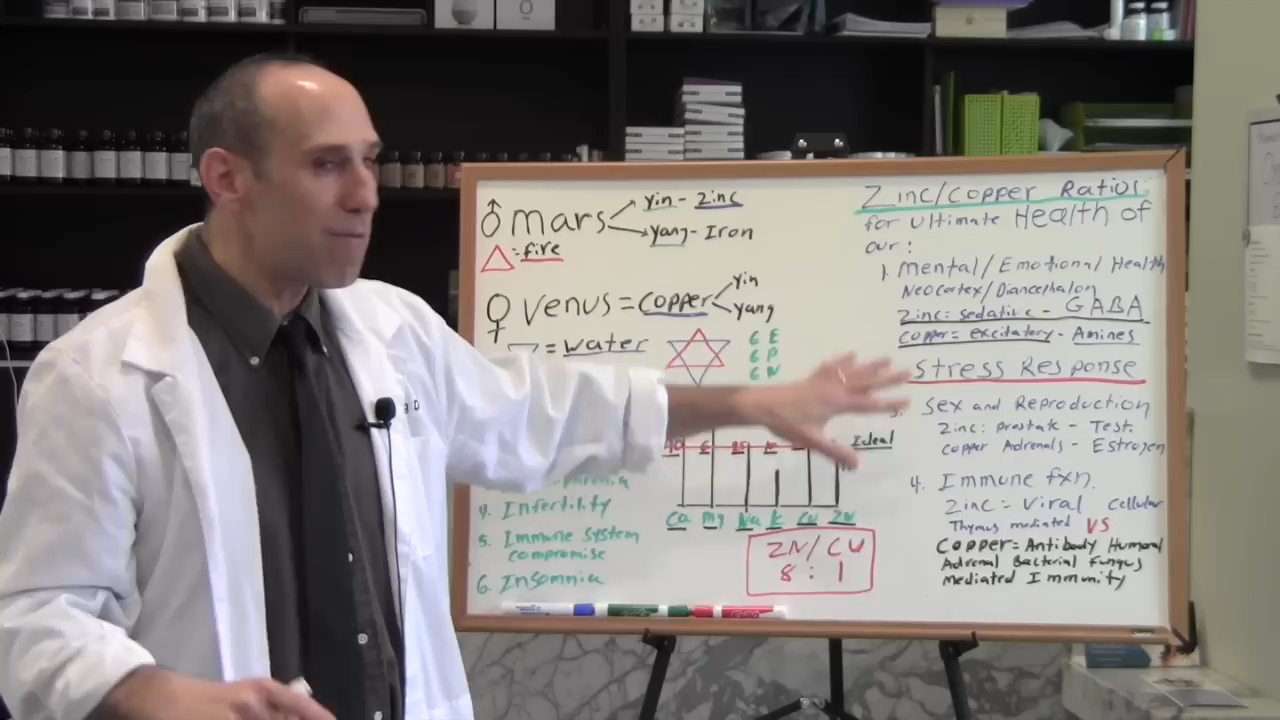 ♂ mars
yin - Zinc
yang - Iron
△ = fire
♀ Venus = copper
yin
yang
= water
6 E
6 P
6 N
Ideal
Ca mg Na K Cu ZN
ZN/CU
8 : 1
4. Infertility
5. Immune system
compromise
6. Insomnia
Zinc/copper Ratios:
for ultimate Health of
our:
1. mental/Emotional Health
Neocortex/Diancephalon
Zinc: sedative - GABA
copper = excitatory - Amines
Stress Response
Sex and Reproduction
Zinc: prostate - Test.
copper Adrenals - Estrogen
4. Immune fxn.
Zinc = Viral cellular
Thymus mediated VS
Copper = Antibody Humoral
Adrenal Bacterial Fungus
mediated Immunity